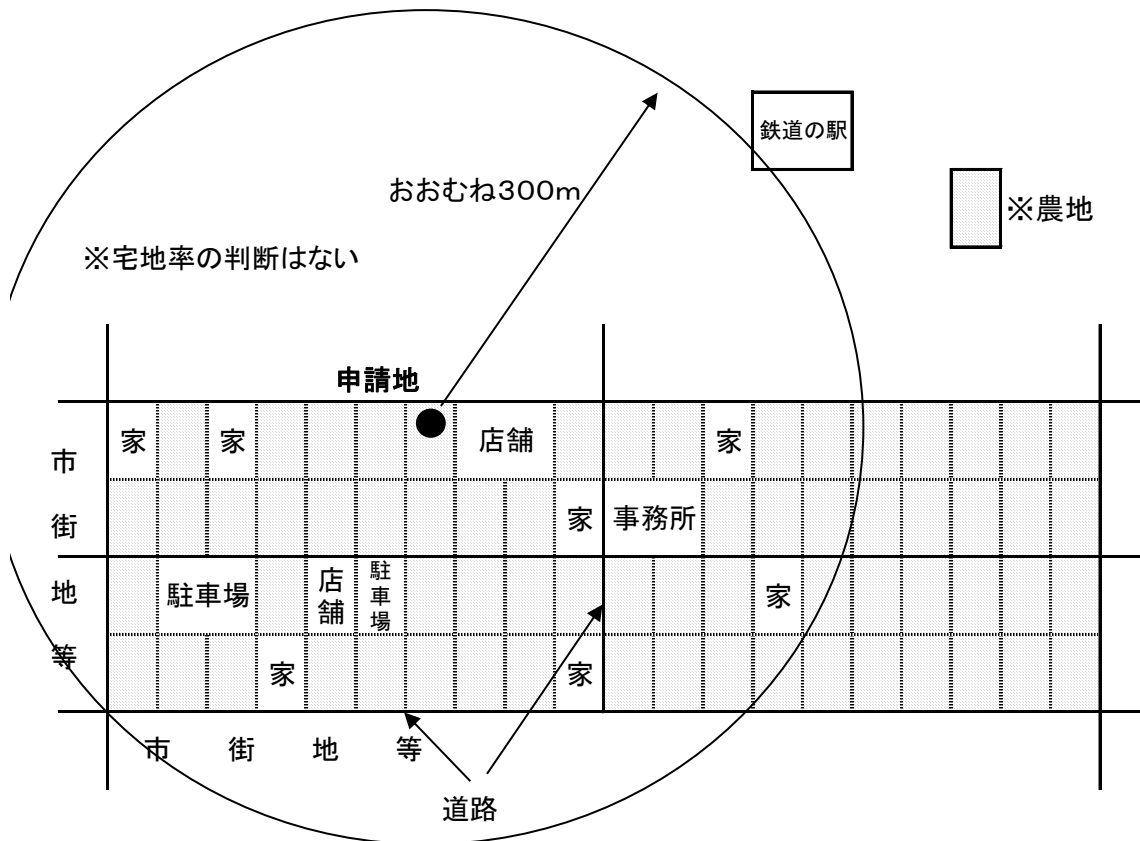 鉄道の駅
おおむね300m
※農地
※宅地率の判断はない
申請地
家
家
店舗
家
家
事務所
駐車場
店舗
駐車場
家
家
家
市街地等
市街地等
道路